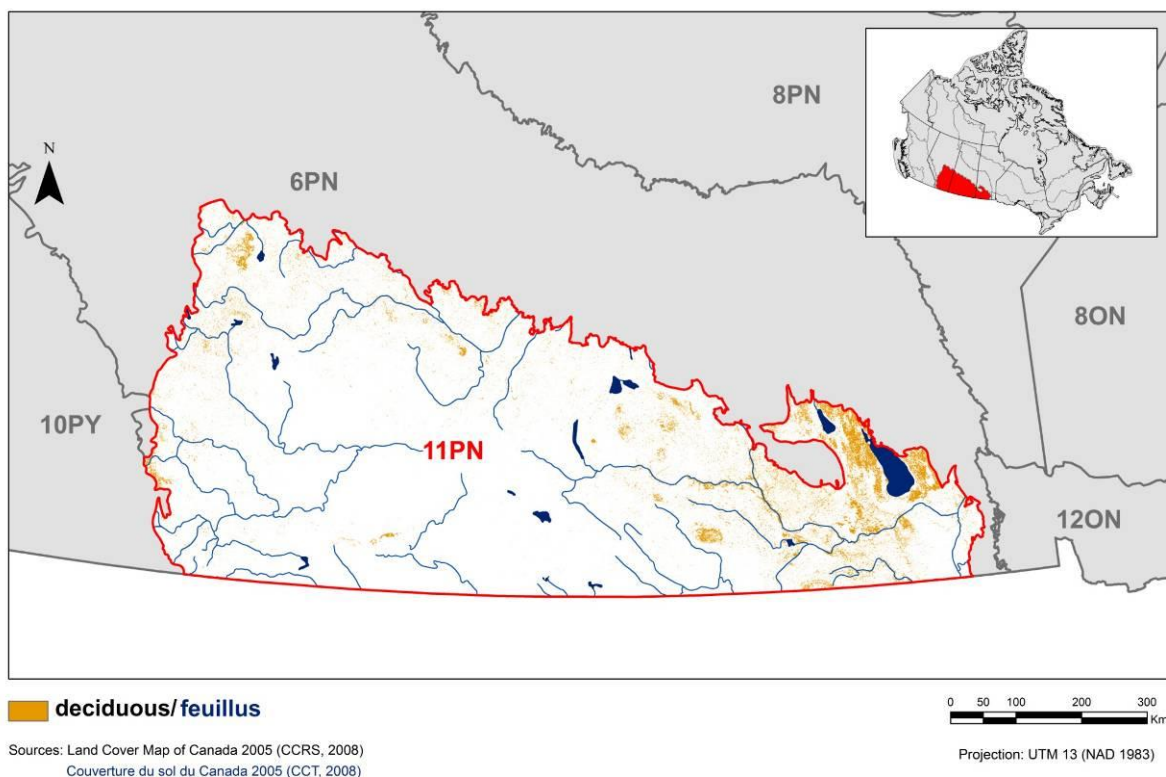 8PN
N
6PN
8ON
10PY
11PN
12ON
deciduous/feuillus
0 50 100 200 300
Km
Sources: Land Cover Map of Canada 2005 (CCRS, 2008)
Couverture du sol du Canada 2005 (CCT, 2008)
Projection: UTM 13 (NAD 1983)